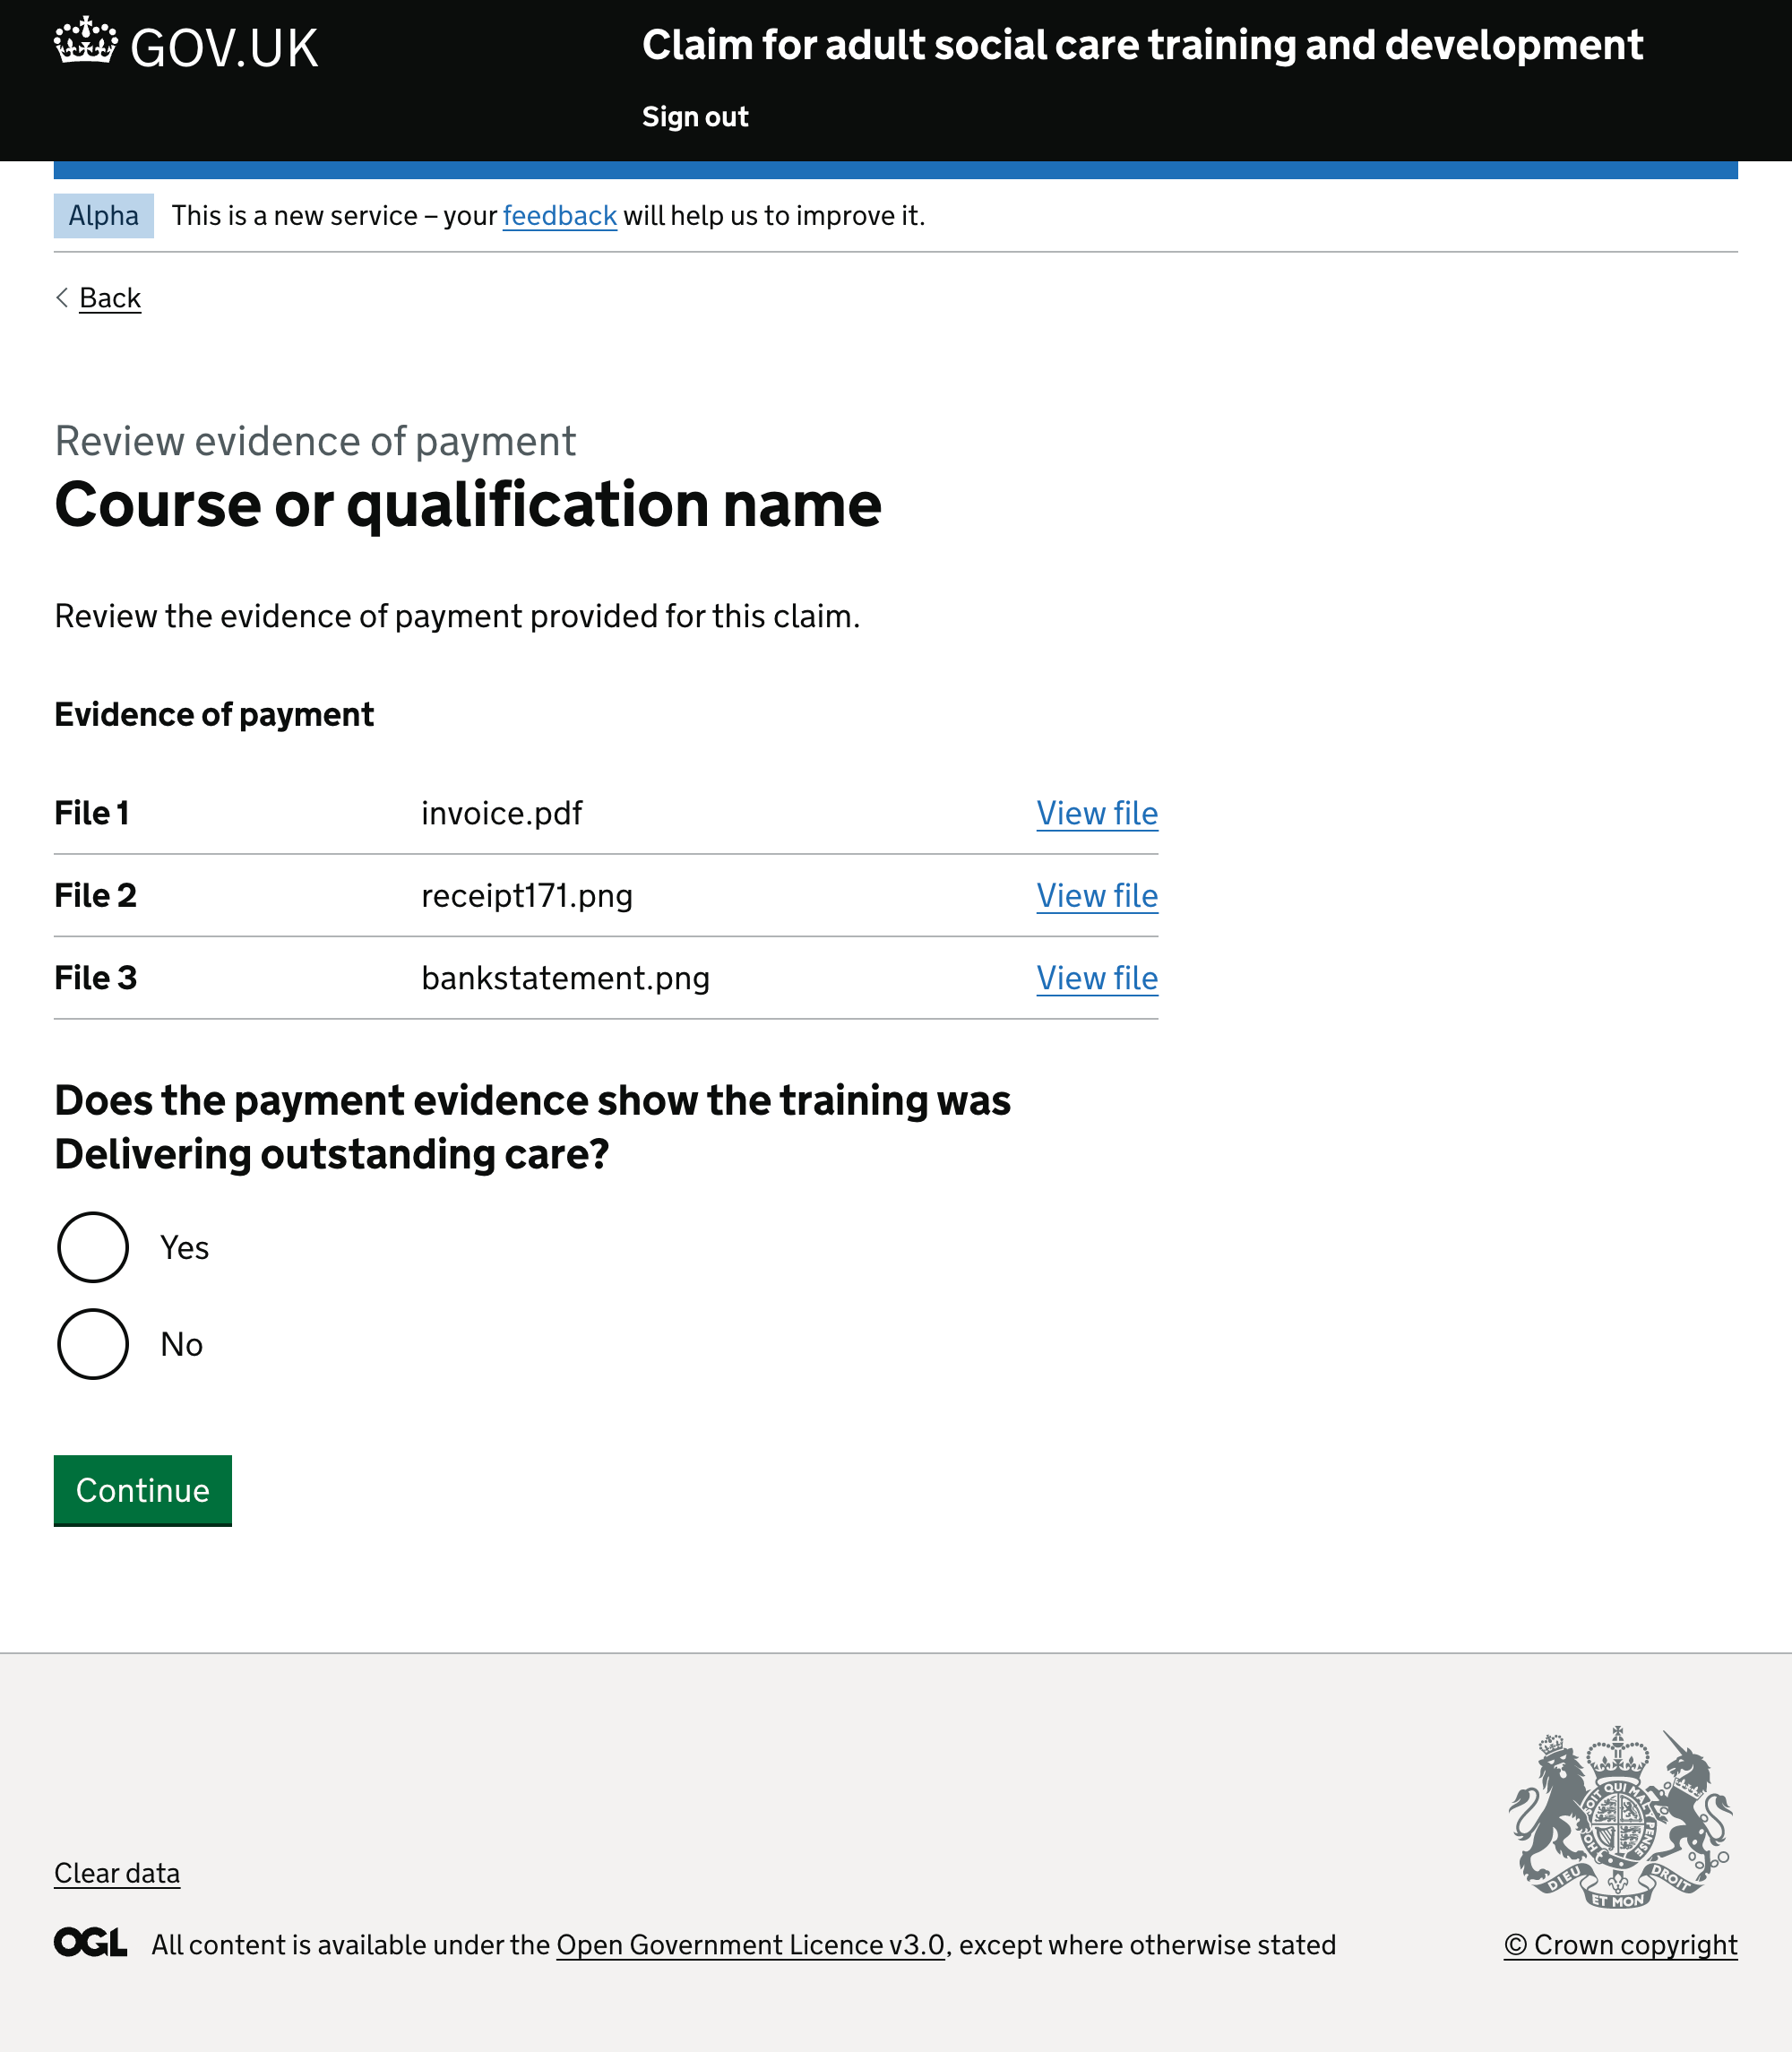 GOV.UK
Claim for adult social care training and development
Sign out
Alpha
This is a new service – your feedback will help us to improve it.
Back
Review evidence of payment
Course or qualification name
Review the evidence of payment provided for this claim.
Evidence of payment
File 1 invoice.pdf View file
File 2 receipt171.png View file
File 3 bankstatement.png View file
Does the payment evidence show the training was
Delivering outstanding care?
Yes
No
Continue
Clear data
OGL All content is available under the Open Government Licence v3.0, except where otherwise stated
HONI SOIT QUI MAL Y PENSE
DIEU ET MON DROIT
© Crown copyright